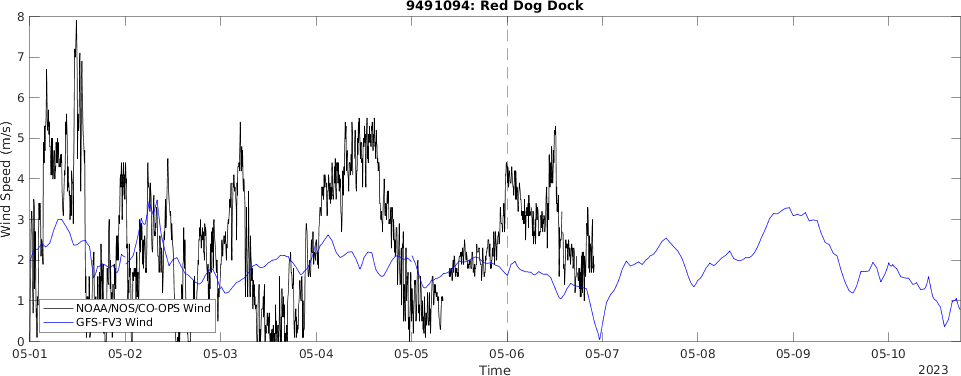 9491094: Red Dog Dock
8
7
6
5
4
3
2
1
0
Wind Speed (m/s)
NOAA/NOS/CO-OPS Wind
GFS-FV3 Wind
05-01 05-02 05-03 05-04 05-05 05-06 05-07 05-08 05-09 05-10
Time
2023